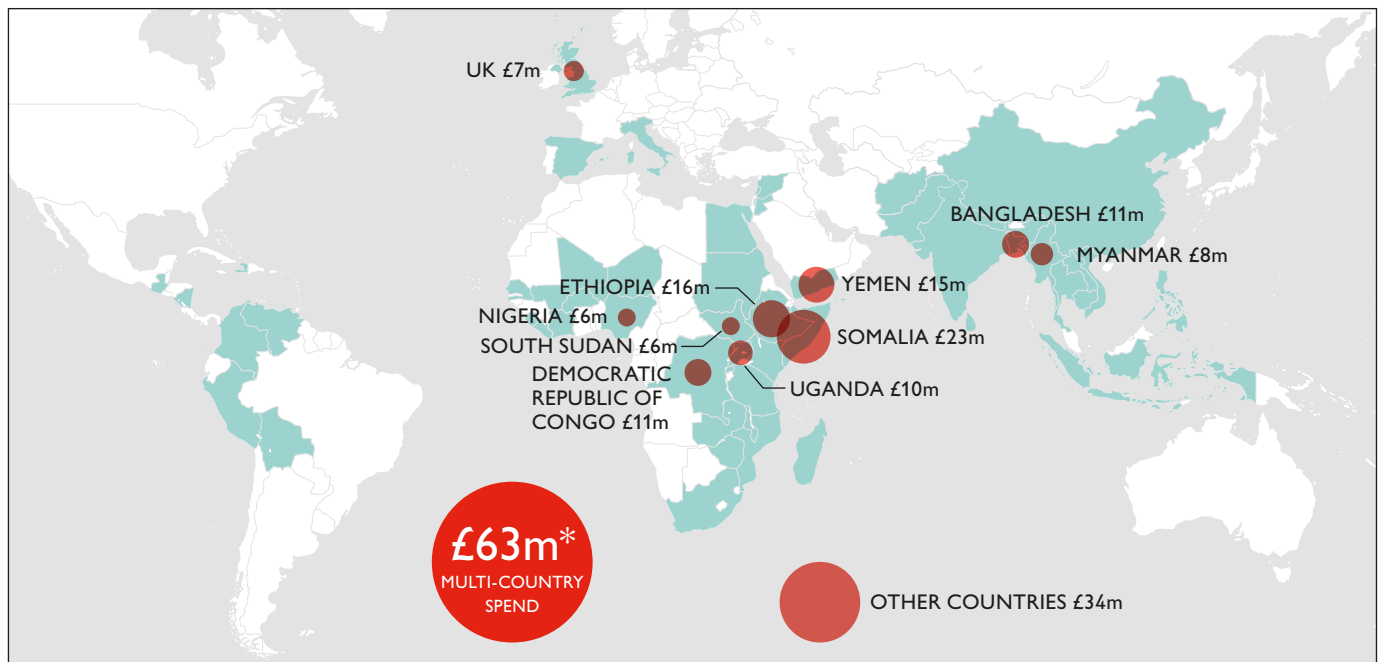 UK £7m
BANGLADESH £11m
MYANMAR £8m
ETHIOPIA £16m
YEMEN £15m
NIGERIA £6m
SOUTH SUDAN £6m
SOMALIA £23m
DEMOCRATIC
REPUBLIC OF
CONGO £11m
UGANDA £10m
£63m*
MULTI-COUNTRY
SPEND
OTHER COUNTRIES £34m